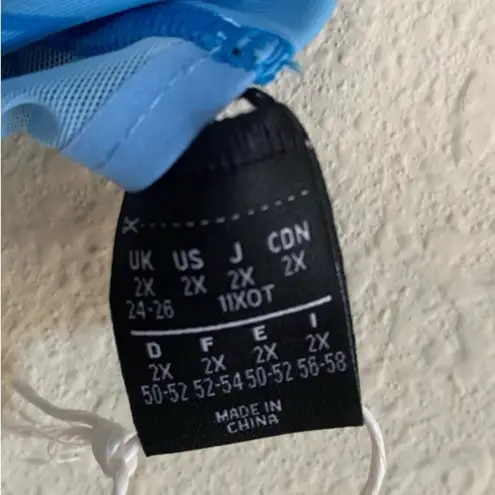 UK US J CDN
2X 2X 2X 2X
24-26 11XOT
D F E I
2X 2X 2X 2X
50-52 52-54 50-52 56-58
MADE IN
CHINA